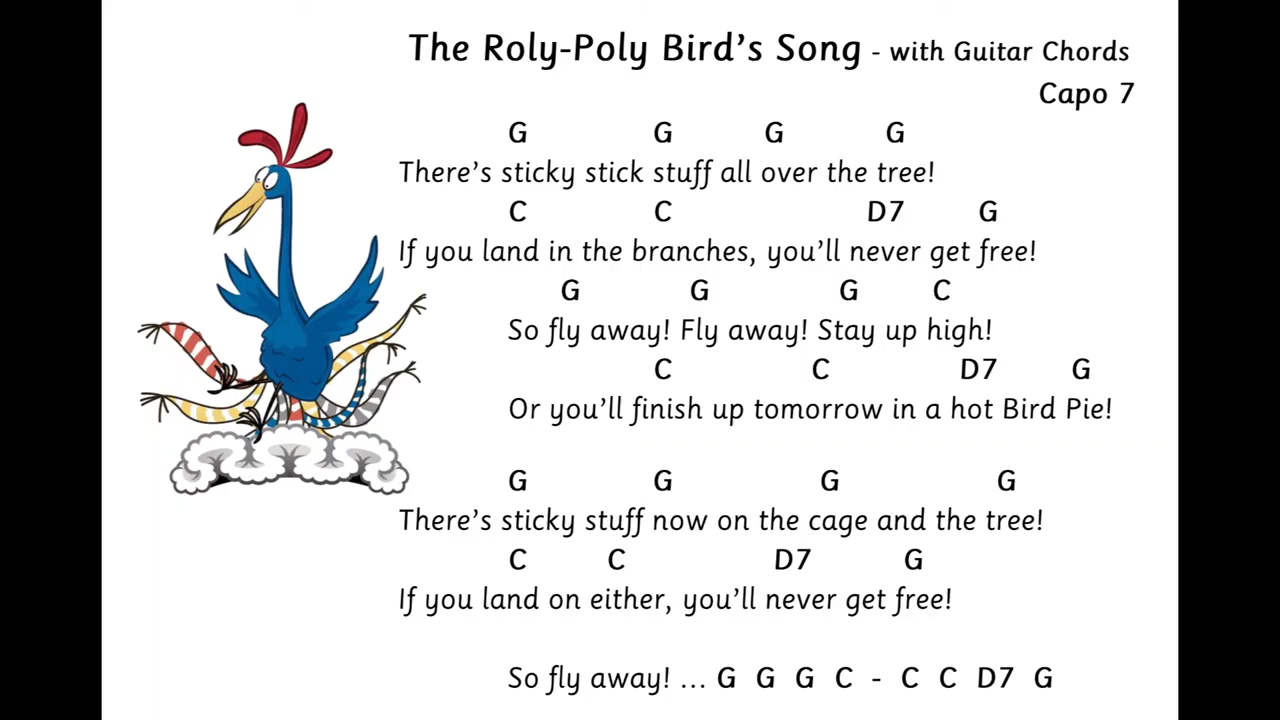 The Roly-Poly Bird's Song - with Guitar Chords
Capo 7
G G G G
There's sticky stick stuff all over the tree!
C C D7 G
If you land in the branches, you'll never get free!
G G G C
So fly away! Fly away! Stay up high!
C C D7 G
Or you'll finish up tomorrow in a hot Bird Pie!
G G G G
There's sticky stuff now on the cage and the tree!
C C D7 G
If you land on either, you'll never get free!
So fly away! ... G G G C - C C D7 G